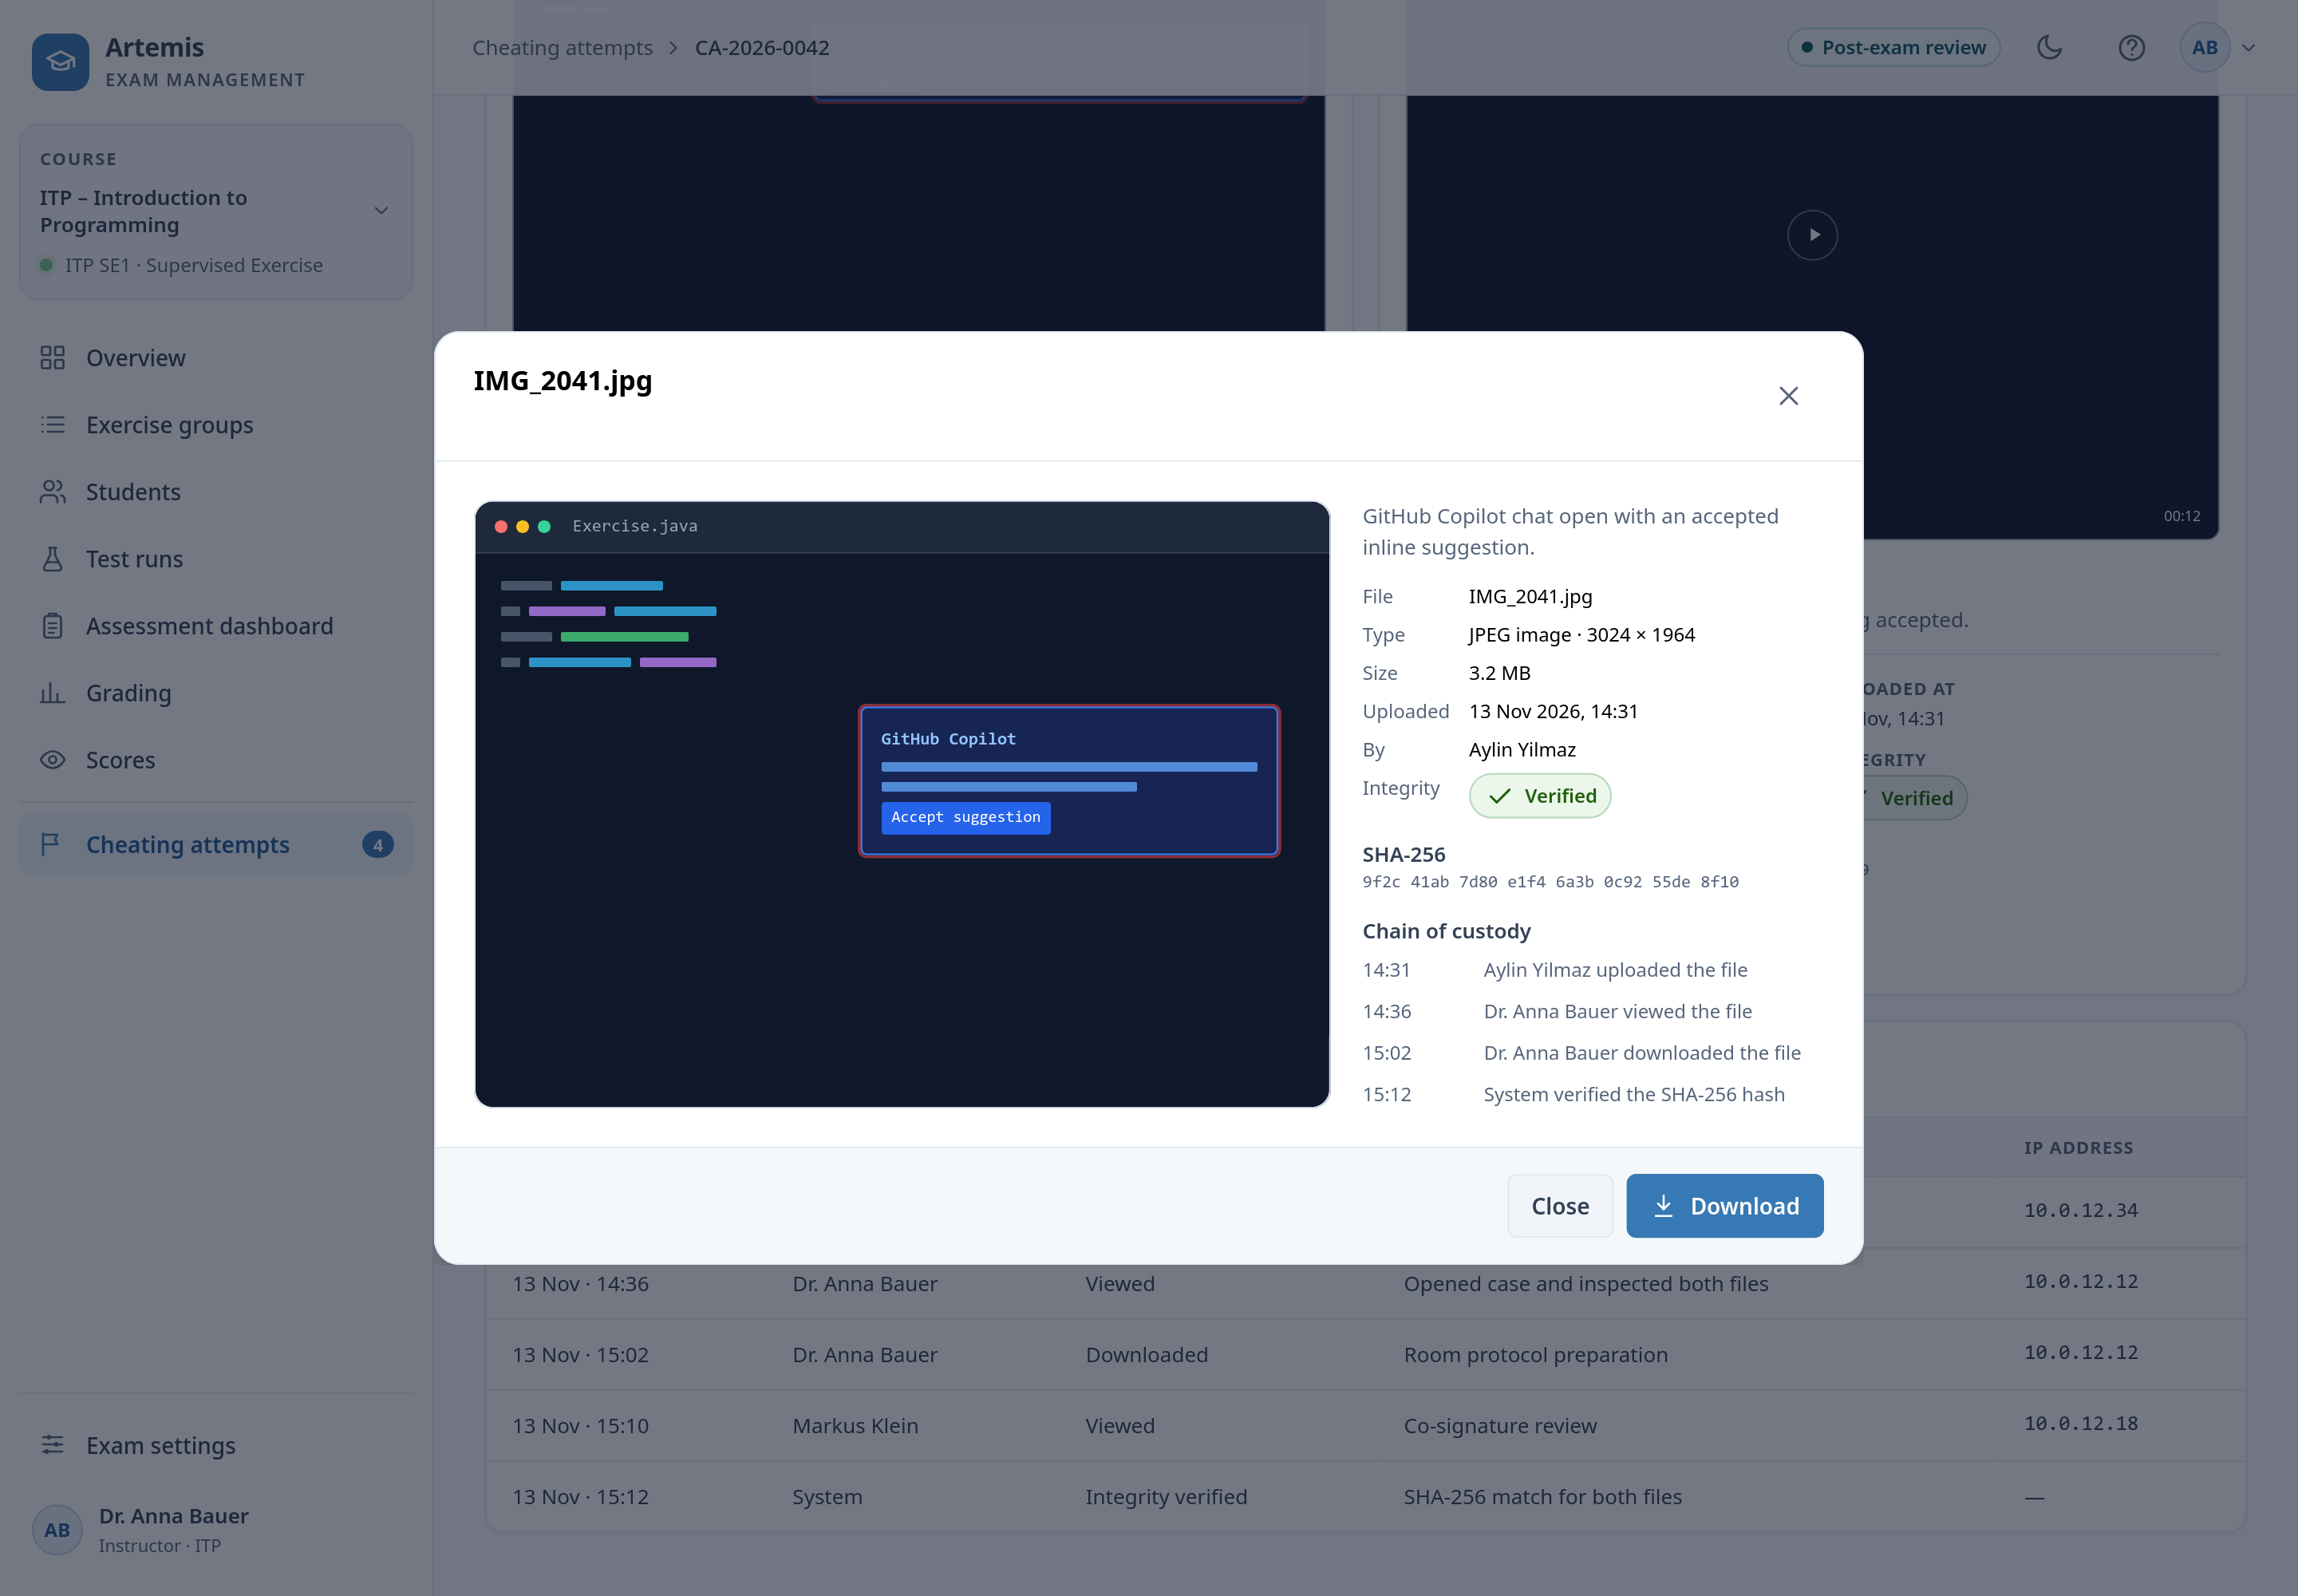 Artemis
EXAM MANAGEMENT
COURSE
ITP – Introduction to
Programming
ITP SE1 · Supervised Exercise
Overview
Exercise groups
Students
Test runs
Assessment dashboard
Grading
Scores
Cheating attempts
4
Exam settings
AB
Dr. Anna Bauer
Instructor · ITP
Cheating attempts
CA-2026-0042
Post-exam review
AB
00:12
accepted.
Nov, 14:31
Verified
IMG_2041.jpg
Exercise.java
GitHub Copilot
Accept suggestion
GitHub Copilot chat open with an accepted
inline suggestion.
File IMG_2041.jpg
Type JPEG image · 3024 × 1964
Size 3.2 MB
Uploaded 13 Nov 2026, 14:31
By Aylin Yilmaz
Integrity Verified
SHA-256
9f2c 41ab 7d80 e1f4 6a3b 0c92 55de 8f10
Chain of custody
14:31 Aylin Yilmaz uploaded the file
14:36 Dr. Anna Bauer viewed the file
15:02 Dr. Anna Bauer downloaded the file
15:12 System verified the SHA-256 hash
Close
Download
IP ADDRESS
10.0.12.34
13 Nov · 14:36 Dr. Anna Bauer Viewed Opened case and inspected both files 10.0.12.12
13 Nov · 15:02 Dr. Anna Bauer Downloaded Room protocol preparation 10.0.12.12
13 Nov · 15:10 Markus Klein Viewed Co-signature review 10.0.12.18
13 Nov · 15:12 System Integrity verified SHA-256 match for both files —